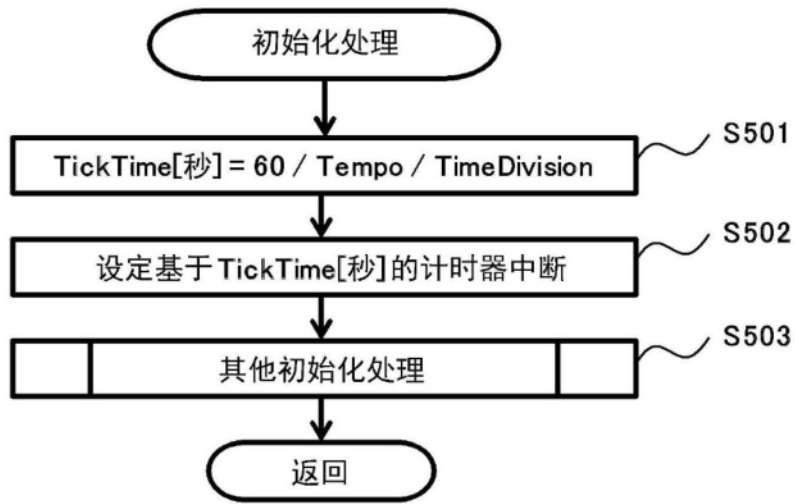 初始化处理
TickTime[秒] = 60 / Tempo / TimeDivision
S501
设定基于TickTime[秒]的计时器中断
S502
其他初始化处理
S503
返回